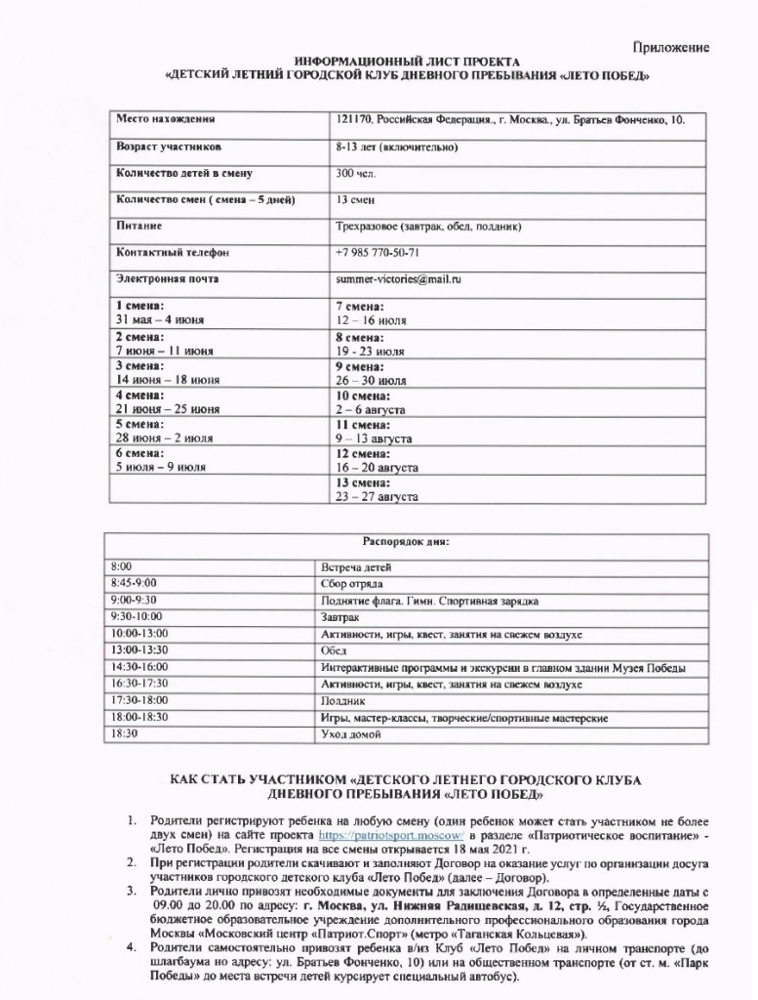 Приложение
ИНФОРМАЦИОННЫЙ ЛИСТ ПРОЕКТА
«ДЕТСКИЙ ЛЕТНИЙ ГОРОДСКОЙ КЛУБ ДНЕВНОГО ПРЕБЫВАНИЯ «ЛЕТО ПОБЕД»
Место нахождения 121170, Российская Федерация., г. Москва., ул. Братьев Фонченко, 10.
Возраст участников 8-13 лет (включительно)
Количество детей в смену 300 чел.
Количество смен ( смена – 5 дней) 13 смен
Питание Трехразовое (завтрак, обед, полдник)
Контактный телефон +7 985 770-50-71
Электронная почта summer-victories@mail.ru
1 смена: 7 смена:
31 мая – 4 июня 12 – 16 июля
2 смена: 8 смена:
7 июня – 11 июня 19 - 23 июля
3 смена: 9 смена:
14 июня – 18 июня 26 – 30 июля
4 смена: 10 смена:
21 июня – 25 июня 2 – 6 августа
5 смена: 11 смена:
28 июня – 2 июля 9 – 13 августа
6 смена: 12 смена:
5 июля – 9 июля 16 – 20 августа
13 смена:
23 – 27 августа
Распорядок дня:
8:00 Встреча детей
8:45-9:00 Сбор отряда
9:00-9:30 Поднятие флага. Гимн. Спортивная зарядка
9:30-10:00 Завтрак
10:00-13:00 Активности, игры, квест, занятия на свежем воздухе
13:00-13:30 Обед
14:30-16:00 Интерактивные программы и экскурсии в главном здании Музея Победы
16:30-17:30 Активности, игры, квест, занятия на свежем воздухе
17:30-18:00 Полдник
18:00-18:30 Игры, мастер-классы, творческие/спортивные мастерские
18:30 Уход домой
КАК СТАТЬ УЧАСТНИКОМ «ДЕТСКОГО ЛЕТНЕГО ГОРОДСКОГО КЛУБА
ДНЕВНОГО ПРЕБЫВАНИЯ «ЛЕТО ПОБЕД»
1. Родители регистрируют ребенка на любую смену (один ребенок может стать участником не более
двух смен) на сайте проекта https://patriotsport.moscow/ в разделе «Патриотическое воспитание» -
«Лето Побед». Регистрация на все смены открывается 18 мая 2021 г.
2. При регистрации родители скачивают и заполняют Договор на оказание услуг по организации досуга
участников городского детского клуба «Лето Побед» (далее – Договор).
3. Родители лично привозят необходимые документы для заключения Договора в определенные даты с
09.00 до 20.00 по адресу: г. Москва, ул. Нижняя Радищевская, д. 12, стр. ½, Государственное
бюджетное образовательное учреждение дополнительного профессионального образования города
Москвы «Московский центр «Патриот.Спорт» (метро «Таганская Кольцевая»).
4. Родители самостоятельно привозят ребенка в/из Клуб «Лето Побед» на личном транспорте (до
шлагбаума но адресу: ул. Братьев Фонченко, 10) или на общественном транспорте (от ст. м. «Парк
Победы» до места встречи детей курсирует специальный автобус).